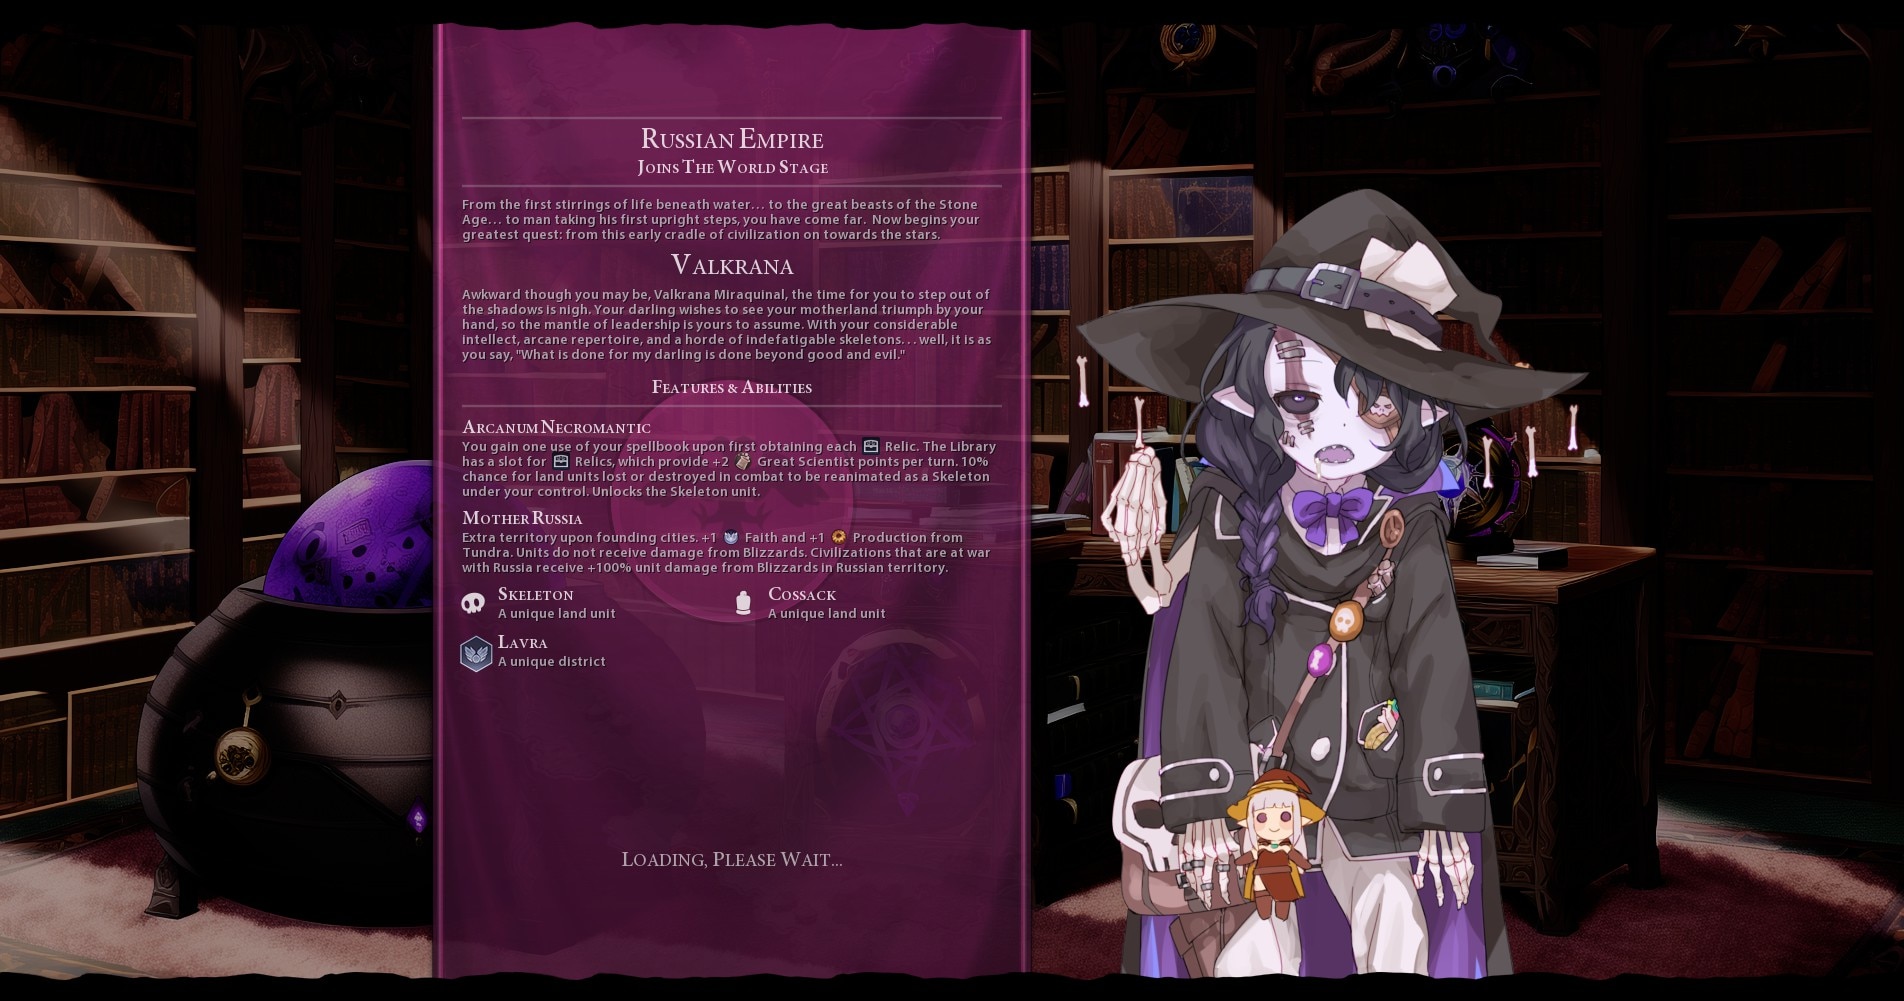 Russian Empire
Joins The World Stage
From the first stirrings of life beneath water… to the great beasts of the Stone
Age… to man taking his first upright steps, you have come far.  Now begins your
greatest quest: from this early cradle of civilization on towards the stars.
Valkrana
Awkward though you may be, Valkrana Miraquinal, the time for you to step out of
the shadows is nigh. Your darling wishes to see your motherland triumph by your
hand, so the mantle of leadership is yours to assume. With your considerable
intellect, arcane repertoire, and a horde of indefatigable skeletons… well, it is as
you say, "What is done for my darling is done beyond good and evil."
Features & Abilities
Arcanum Necromantic
You gain one use of your spellbook upon first obtaining each Relic. The Library
has a slot for Relics, which provide +2 Great Scientist points per turn. 10%
chance for land units lost or destroyed in combat to be reanimated as a Skeleton
under your control. Unlocks the Skeleton unit.
Mother Russia
Extra territory upon founding cities. +1 Faith and +1 Production from
Tundra. Units do not receive damage from Blizzards. Civilizations that are at war
with Russia receive +100% unit damage from Blizzards in Russian territory.
Skeleton
A unique land unit
Cossack
A unique land unit
Lavra
A unique district
Loading, Please Wait...